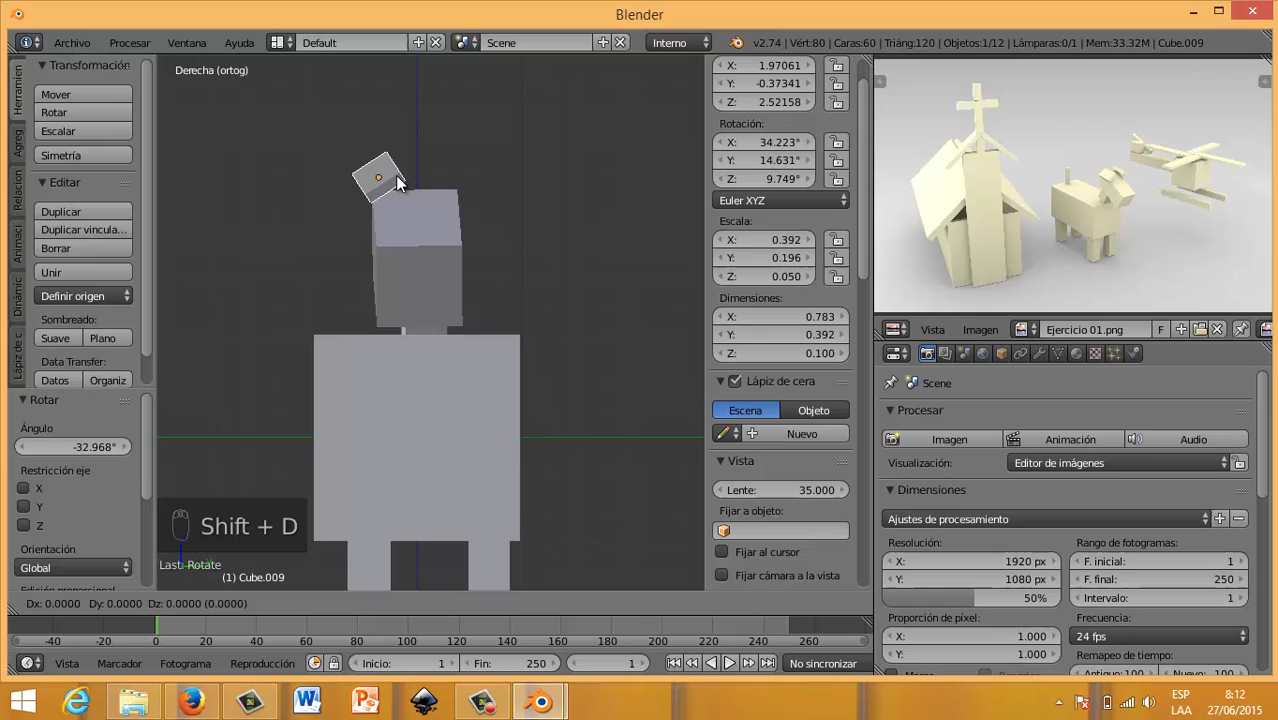 Blender
Archivo Procesar Ventana Ayuda Default Scene Interno v2.74 | Vért:80 | Caras:60 | Triáng:120 | Objetos:1/12 | Lámparas:0/1 | Mem:33.32M | Cube.009
Herramien
Agreg
Relacion
Animaci
Dinámic
Lápiz de c
Transformación
Mover
Rotar
Escalar
Simetría
Editar
Duplicar
Duplicar vincula...
Borrar
Unir
Definir origen
Sombreado:
Suave Plano
Data Transfer:
Datos Organiz
Rotar
Ángulo
-32.968°
Restricción eje
X
Y
Z
Orientación
Global
Derecha (ortog)
Shift + D
Last: Rotate
(1) Cube.009
X: 1.97061
Y: -0.37341
Z: 2.52158
Rotación:
X: 34.223°
Y: 14.631°
Z: 9.749°
Euler XYZ
Escala:
X: 0.392
Y: 0.196
Z: 0.050
Dimensiones:
X: 0.783
Y: 0.392
Z: 0.100
Lápiz de cera
Escena Objeto
Nuevo
Vista
Lente: 35.000
Fijar a objeto:
Fijar al cursor
Fijar cámara a la vista
Vista Imagen Ejercicio 01.png F
Scene
Procesar
Imagen Animación Audio
Visualización: Editor de imágenes
Dimensiones
Ajustes de procesamiento
Resolución: Rango de fotogramas:
X: 1920 px F. inicial: 1
Y: 1080 px F. final: 250
50% Intervalo: 1
Proporción de píxel: Frecuencia:
X: 1.000 24 fps
Y: 1.000 Remapeo de tiempo:
Dx: 0.0000 Dy: 0.0000 Dz: 0.0000 (0.0000)
-40 -20 0 20 40 60 80 100 120 140 160 180 200 220 240 260
Vista Marcador Fotograma Reproducción Inicio: 1 Fin: 250 1 No sincronizar
ESP 8:12
LAA 27/06/2015